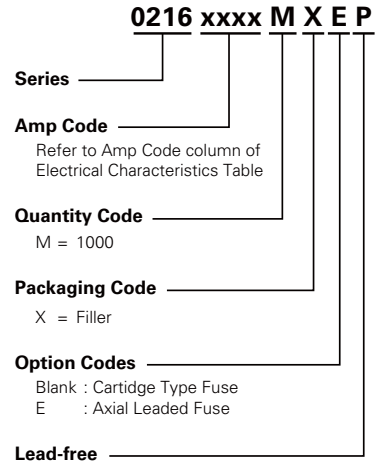 0216 xxxx M X E P
Series
Amp Code
Refer to Amp Code column of
Electrical Characteristics Table
Quantity Code
M = 1000
Packaging Code
X = Filler
Option Codes
Blank : Cartidge Type Fuse
E : Axial Leaded Fuse
Lead-free